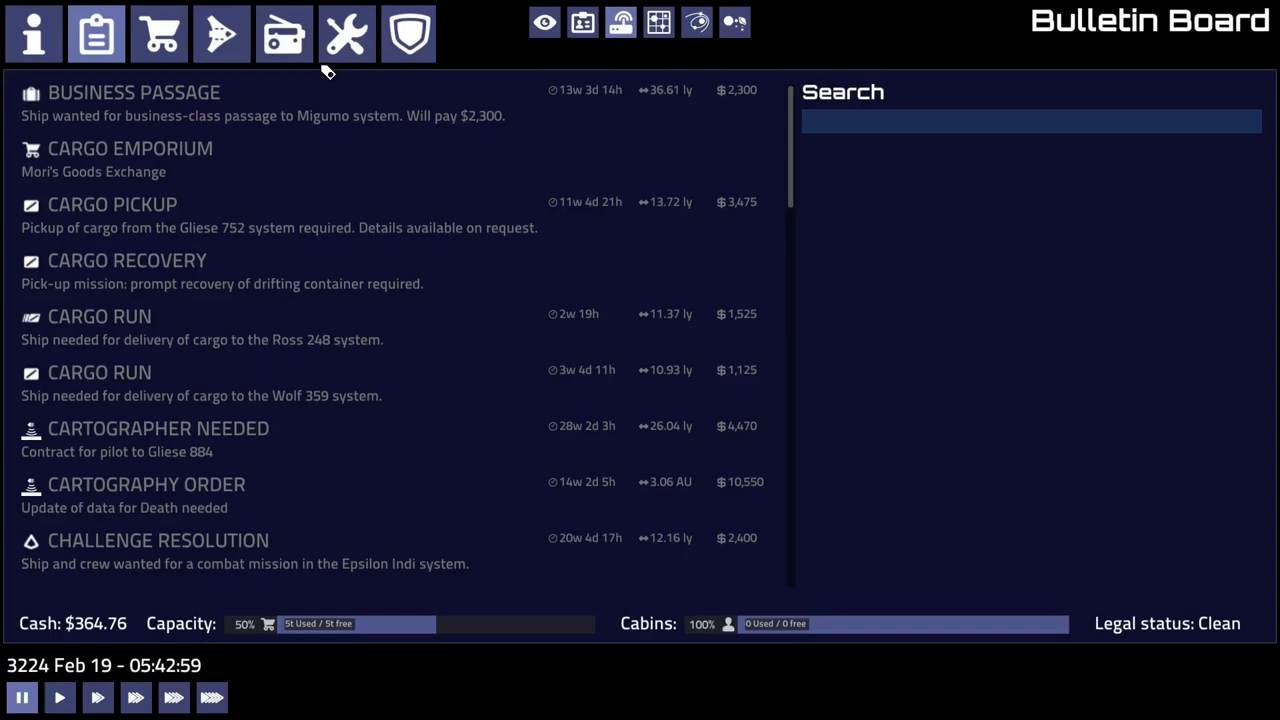 Bulletin Board
BUSINESS PASSAGE 13w 3d 14h 36.61 ly $2,300
Ship wanted for business-class passage to Migumo system. Will pay $2,300.
CARGO EMPORIUM
Mori's Goods Exchange
CARGO PICKUP 11w 4d 21h 13.72 ly $3,475
Pickup of cargo from the Gliese 752 system required. Details available on request.
CARGO RECOVERY
Pick-up mission: prompt recovery of drifting container required.
CARGO RUN 2w 19h 11.37 ly $1,525
Ship needed for delivery of cargo to the Ross 248 system.
CARGO RUN 3w 4d 11h 10.93 ly $1,125
Ship needed for delivery of cargo to the Wolf 359 system.
CARTOGRAPHER NEEDED 28w 2d 3h 26.04 ly $4,470
Contract for pilot to Gliese 884
CARTOGRAPHY ORDER 14w 2d 5h 3.06 AU $10,550
Update of data for Death needed
CHALLENGE RESOLUTION 20w 4d 17h 12.16 ly $2,400
Ship and crew wanted for a combat mission in the Epsilon Indi system.
Search
Cash: $364.76 Capacity: 50% 5t Used / 5t free Cabins: 100% 0 Used / 0 free Legal status: Clean
3224 Feb 19 - 05:42:59